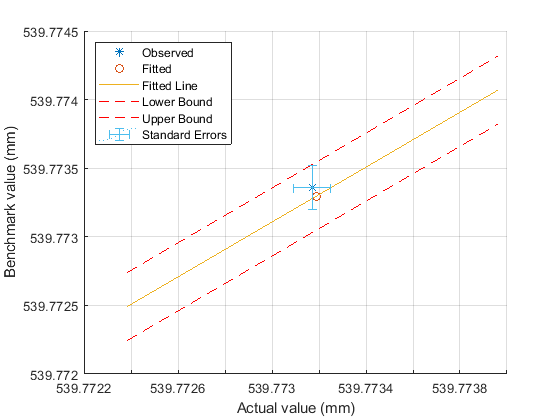 539.7745
539.774
539.7735
539.773
539.7725
539.772
Benchmark value (mm)
Observed
Fitted
Fitted Line
Lower Bound
Upper Bound
Standard Errors
539.7722 539.7726 539.773 539.7734 539.7738
Actual value (mm)